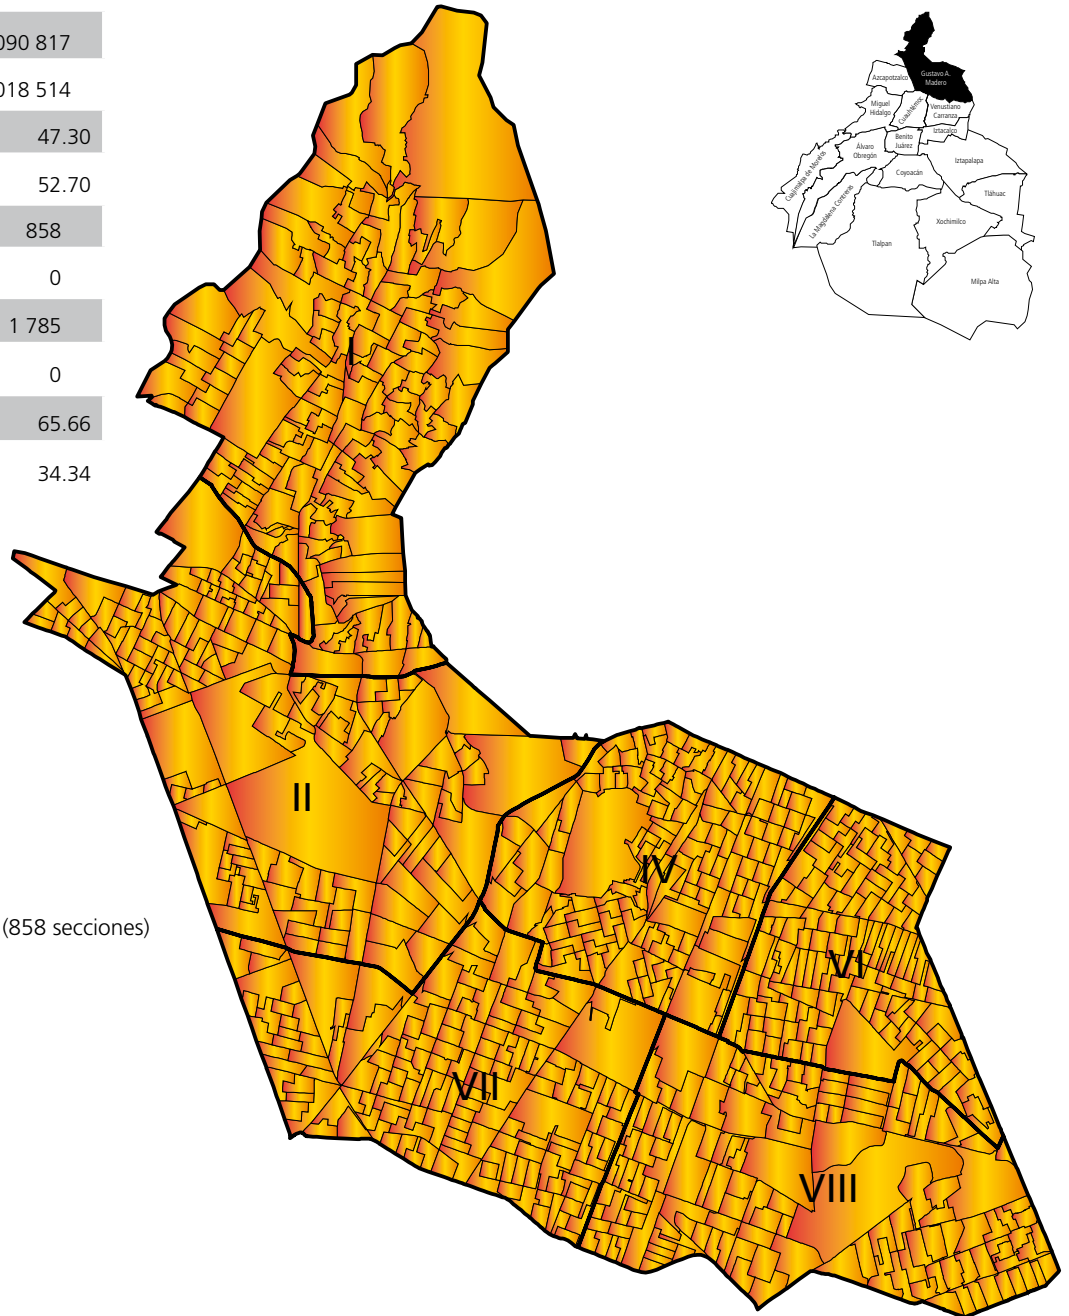 090 817
018 514
47.30
52.70
858
0
1 785
0
65.66
34.34
(858 secciones)
I
II
IV
VI
VII
VIII
Gustavo A.
Madero
Azcapotzalco
Miguel
Hidalgo
Cuauhtémoc
Venustiano
Carranza
Iztacalco
Benito
Juárez
Álvaro
Obregón
Cuajimalpa de Morelos
Coyoacán
Iztapalapa
La Magdalena Contreras
Tláhuac
Xochimilco
Tlalpan
Milpa Alta